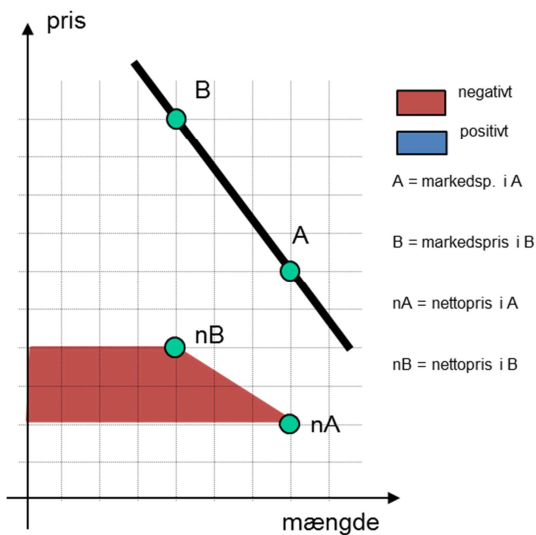 pris
B
A
nB
nA
mængde
negativt
positivt
A = markedsp. i A
B = markedspris i B
nA = nettopris i A
nB = nettopris i B